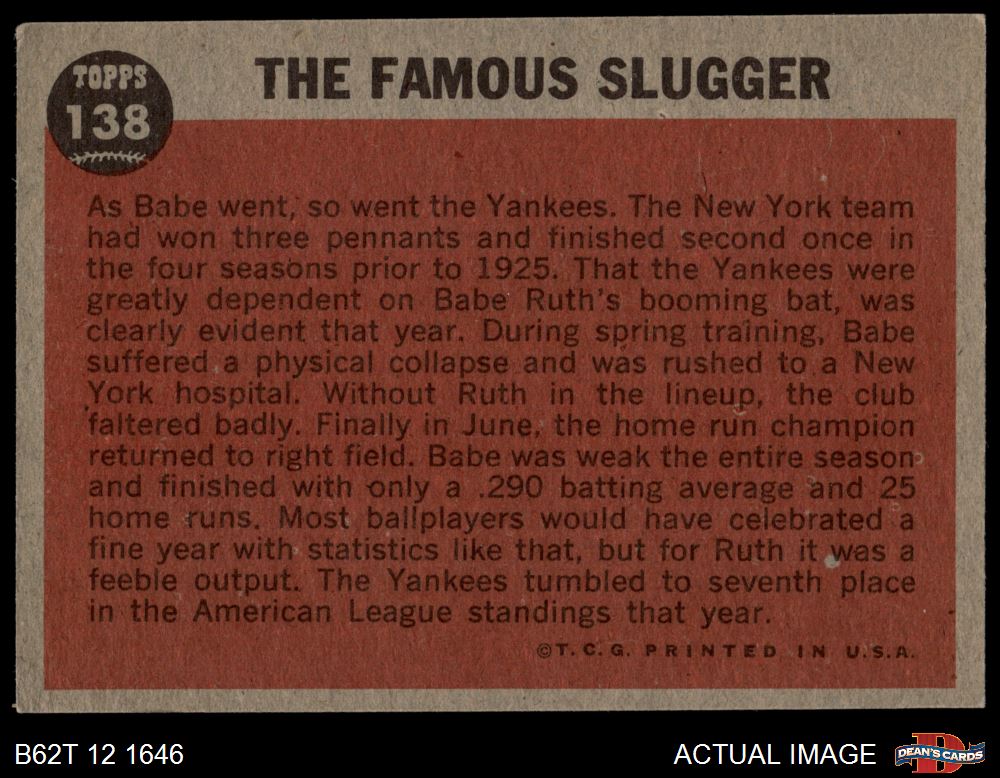 TOPPS
138
THE FAMOUS SLUGGER
As Babe went, so went the Yankees. The New York team
had won three pennants and finished second once in
the four seasons prior to 1925. That the Yankees were
greatly dependent on Babe Ruth's booming bat, was
clearly evident that year. During spring training, Babe
suffered a physical collapse and was rushed to a New
York hospital. Without Ruth in the lineup, the club
faltered badly. Finally in June, the home run champion
returned to right field. Babe was weak the entire season
and finished with only a .290 batting average and 25
home runs. Most ballplayers would have celebrated a
fine year with statistics like that, but for Ruth it was a
feeble output. The Yankees tumbled to seventh place
in the American League standings that year.
©T.C.G. PRINTED IN U.S.A.
B62T 12 1646
ACTUAL IMAGE
DEAN'S CARDS